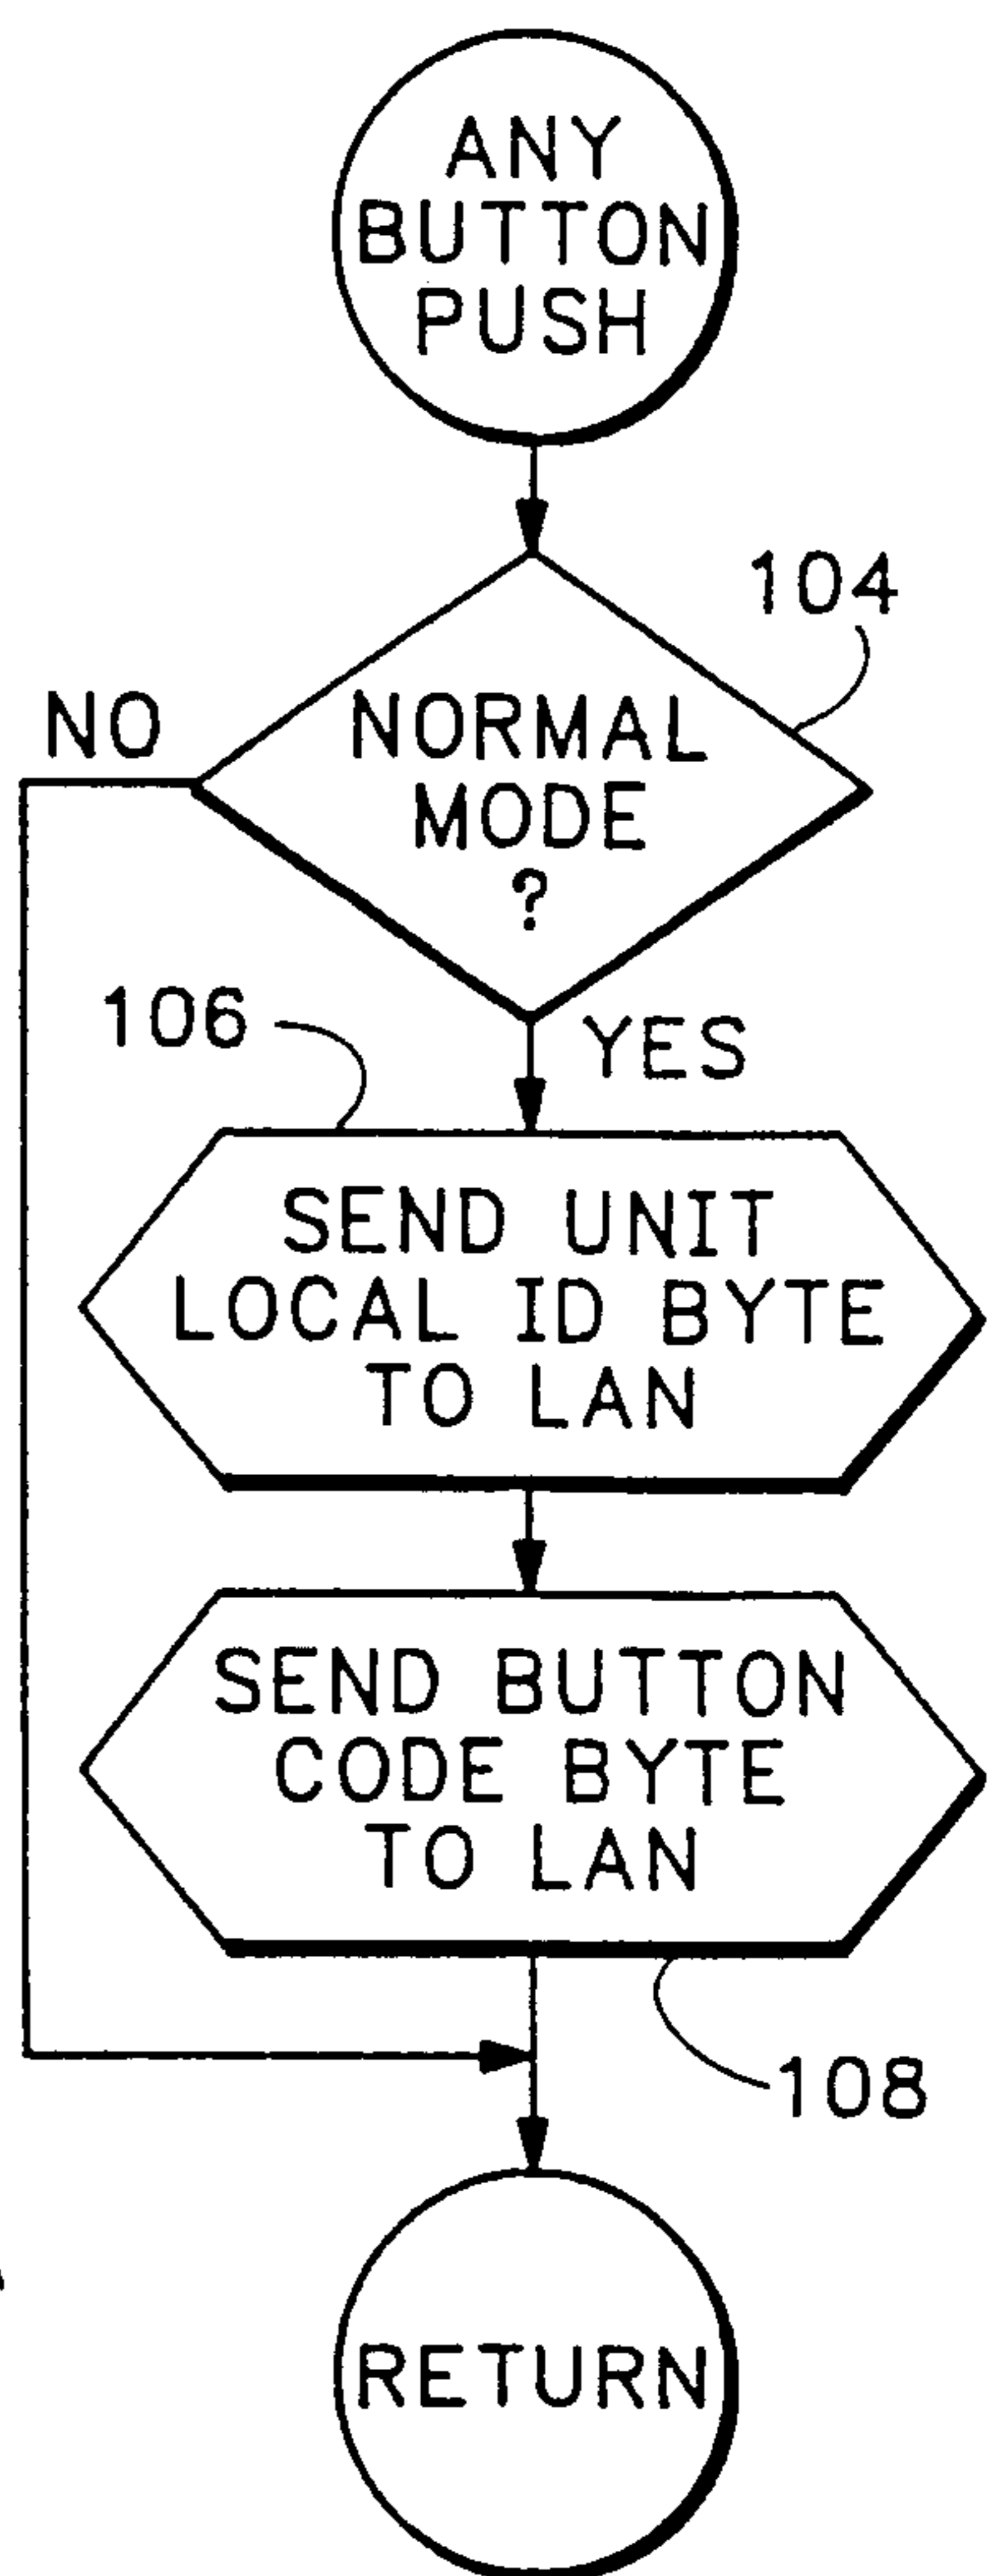 ANY
BUTTON
PUSH
104
NO
NORMAL
MODE
?
106
YES
SEND UNIT
LOCAL ID BYTE
TO LAN
SEND BUTTON
CODE BYTE
TO LAN
108
RETURN